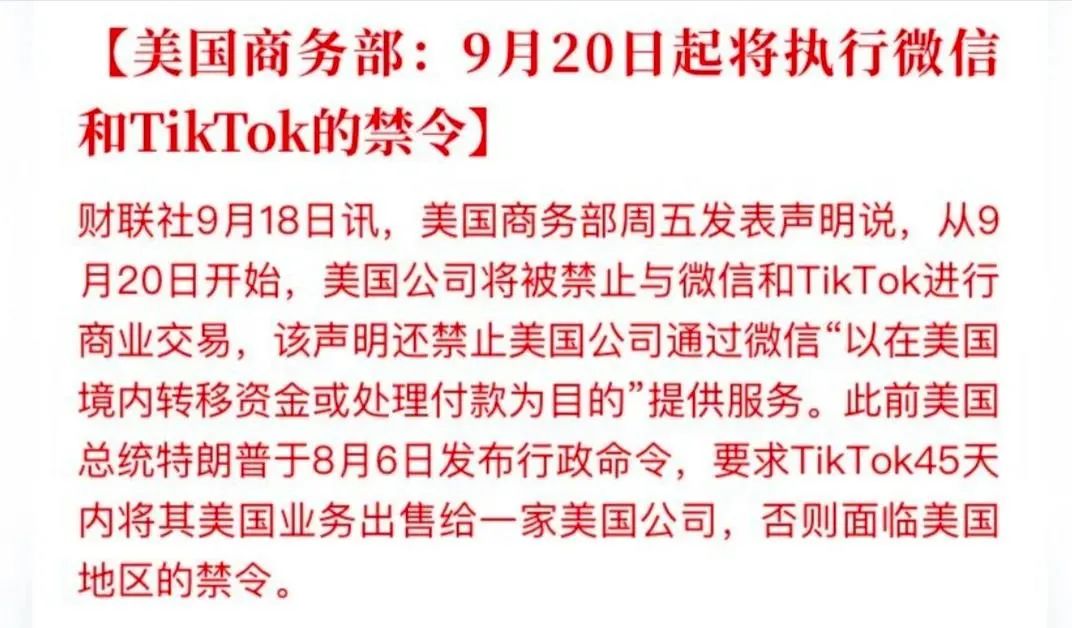 【美国商务部：9月20日起将执行微信
和TikTok的禁令】
财联社9月18日讯，美国商务部周五发表声明说，从9
月20日开始，美国公司将被禁止与微信和TikTok进行
商业交易，该声明还禁止美国公司通过微信“以在美国
境内转移资金或处理付款为目的”提供服务。此前美国
总统特朗普于8月6日发布行政命令，要求TikTok45天
内将其美国业务出售给一家美国公司，否则面临美国
地区的禁令。